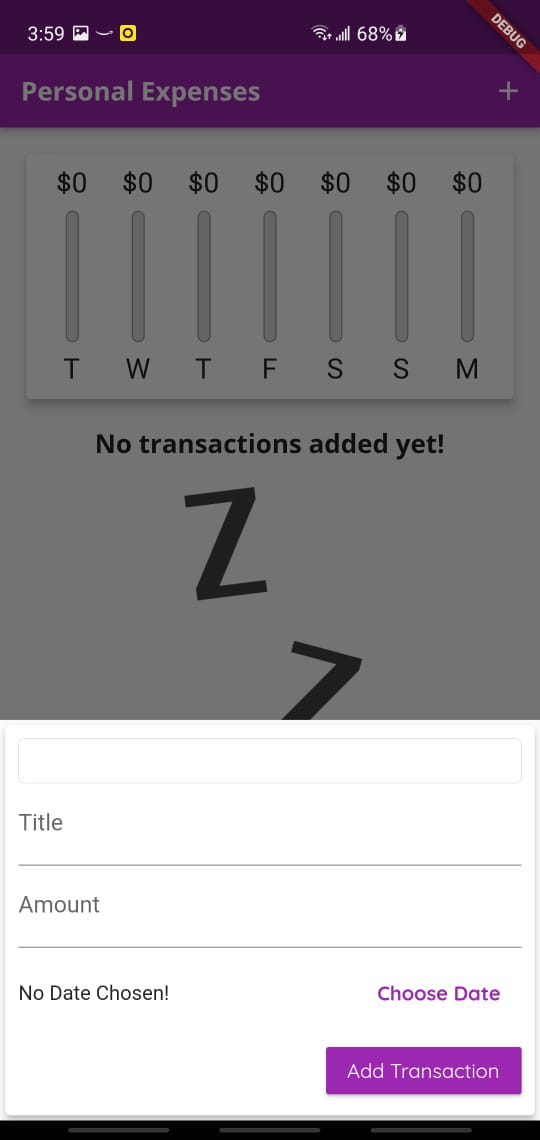 3:59 68%
DEBUG
Personal Expenses +
$0 $0 $0 $0 $0 $0 $0
T W T F S S M
No transactions added yet!
Z
Z
Title
Amount
No Date Chosen! Choose Date
Add Transaction